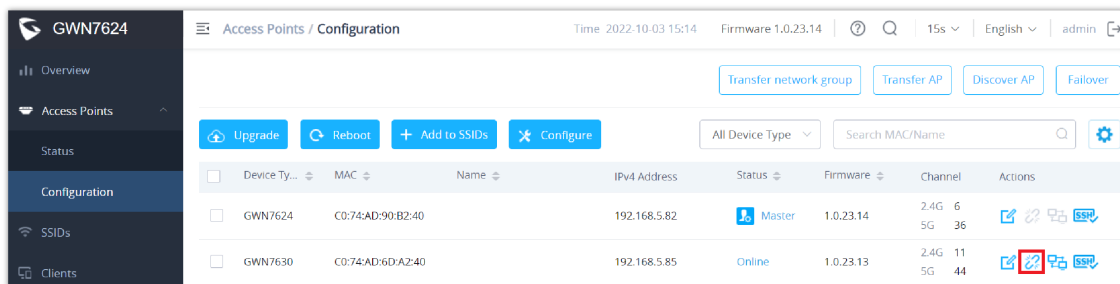 GWN7624
Access Points / Configuration
Time 2022-10-03 15:14
Firmware 1.0.23.14
15s
English
admin
Overview
Access Points
Status
Configuration
SSIDs
Clients
Transfer network group
Transfer AP
Discover AP
Failover
Upgrade
Reboot
+ Add to SSIDs
Configure
All Device Type
Search MAC/Name
Device Ty... MAC Name IPv4 Address Status Firmware Channel Actions
GWN7624 C0:74:AD:90:B2:40 192.168.5.82 Master 1.0.23.14 2.4G 6
5G 36
SSH
GWN7630 C0:74:AD:6D:A2:40 192.168.5.85 Online 1.0.23.13 2.4G 11
5G 44
SSH